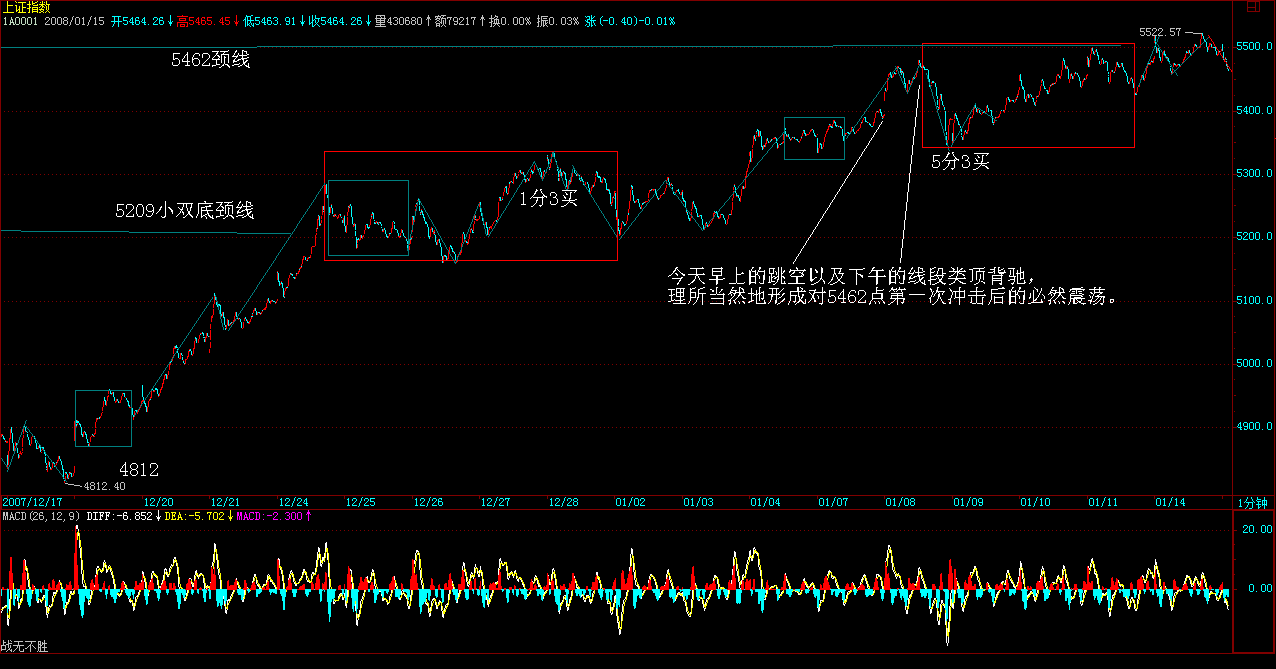 上证指数
1A0001 2008/01/15 开5464.26↓高5465.45↓低5463.91↓收5464.26↓量430680↑额79217↑换0.00% 振0.03% 涨(-0.40)-0.01%
5522.57
5500.0
5462颈线
5400.0
5分3买
5300.0
1分3买
5209小双底颈线
5200.0
今天早上的跳空以及下午的线段类顶背驰，
理所当然地形成对5462点第一次冲击后的必然震荡。
5100.0
5000.0
4900.0
4812
4812.40
2007/12/17 12/20 12/21 12/24 12/25 12/26 12/27 12/28 01/02 01/03 01/04 01/07 01/08 01/09 01/10 01/11 01/14 1分钟
MACD(26,12,9) DIFF:-6.852↓DEA:-5.702↓MACD:-2.300↑
20.00
0.00
战无不胜